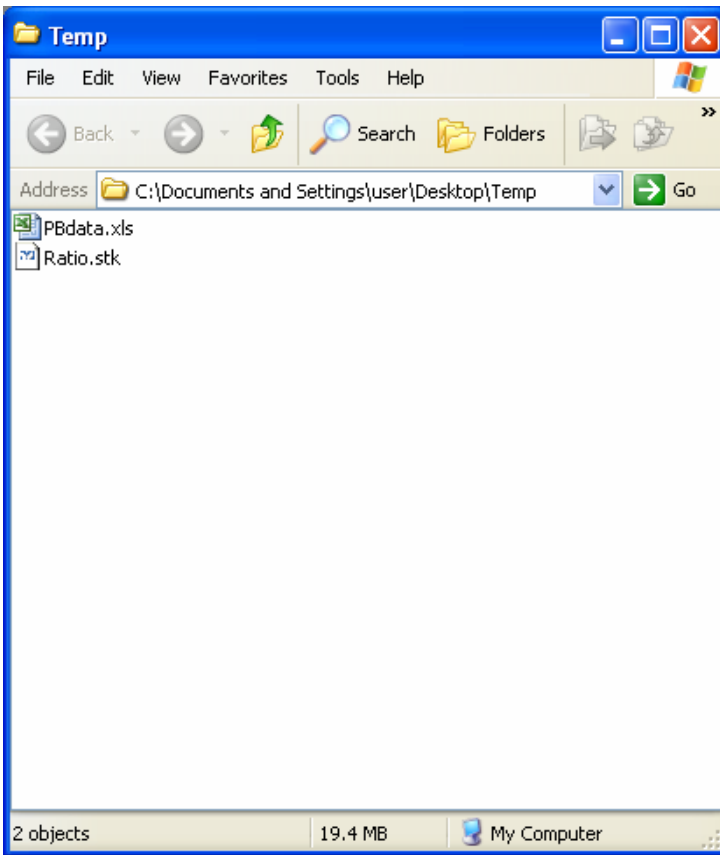 Temp
File Edit View Favorites Tools Help
Back Search Folders »
Address C:\Documents and Settings\user\Desktop\Temp Go
PBdata.xls
Ratio.stk
2 objects 19.4 MB My Computer